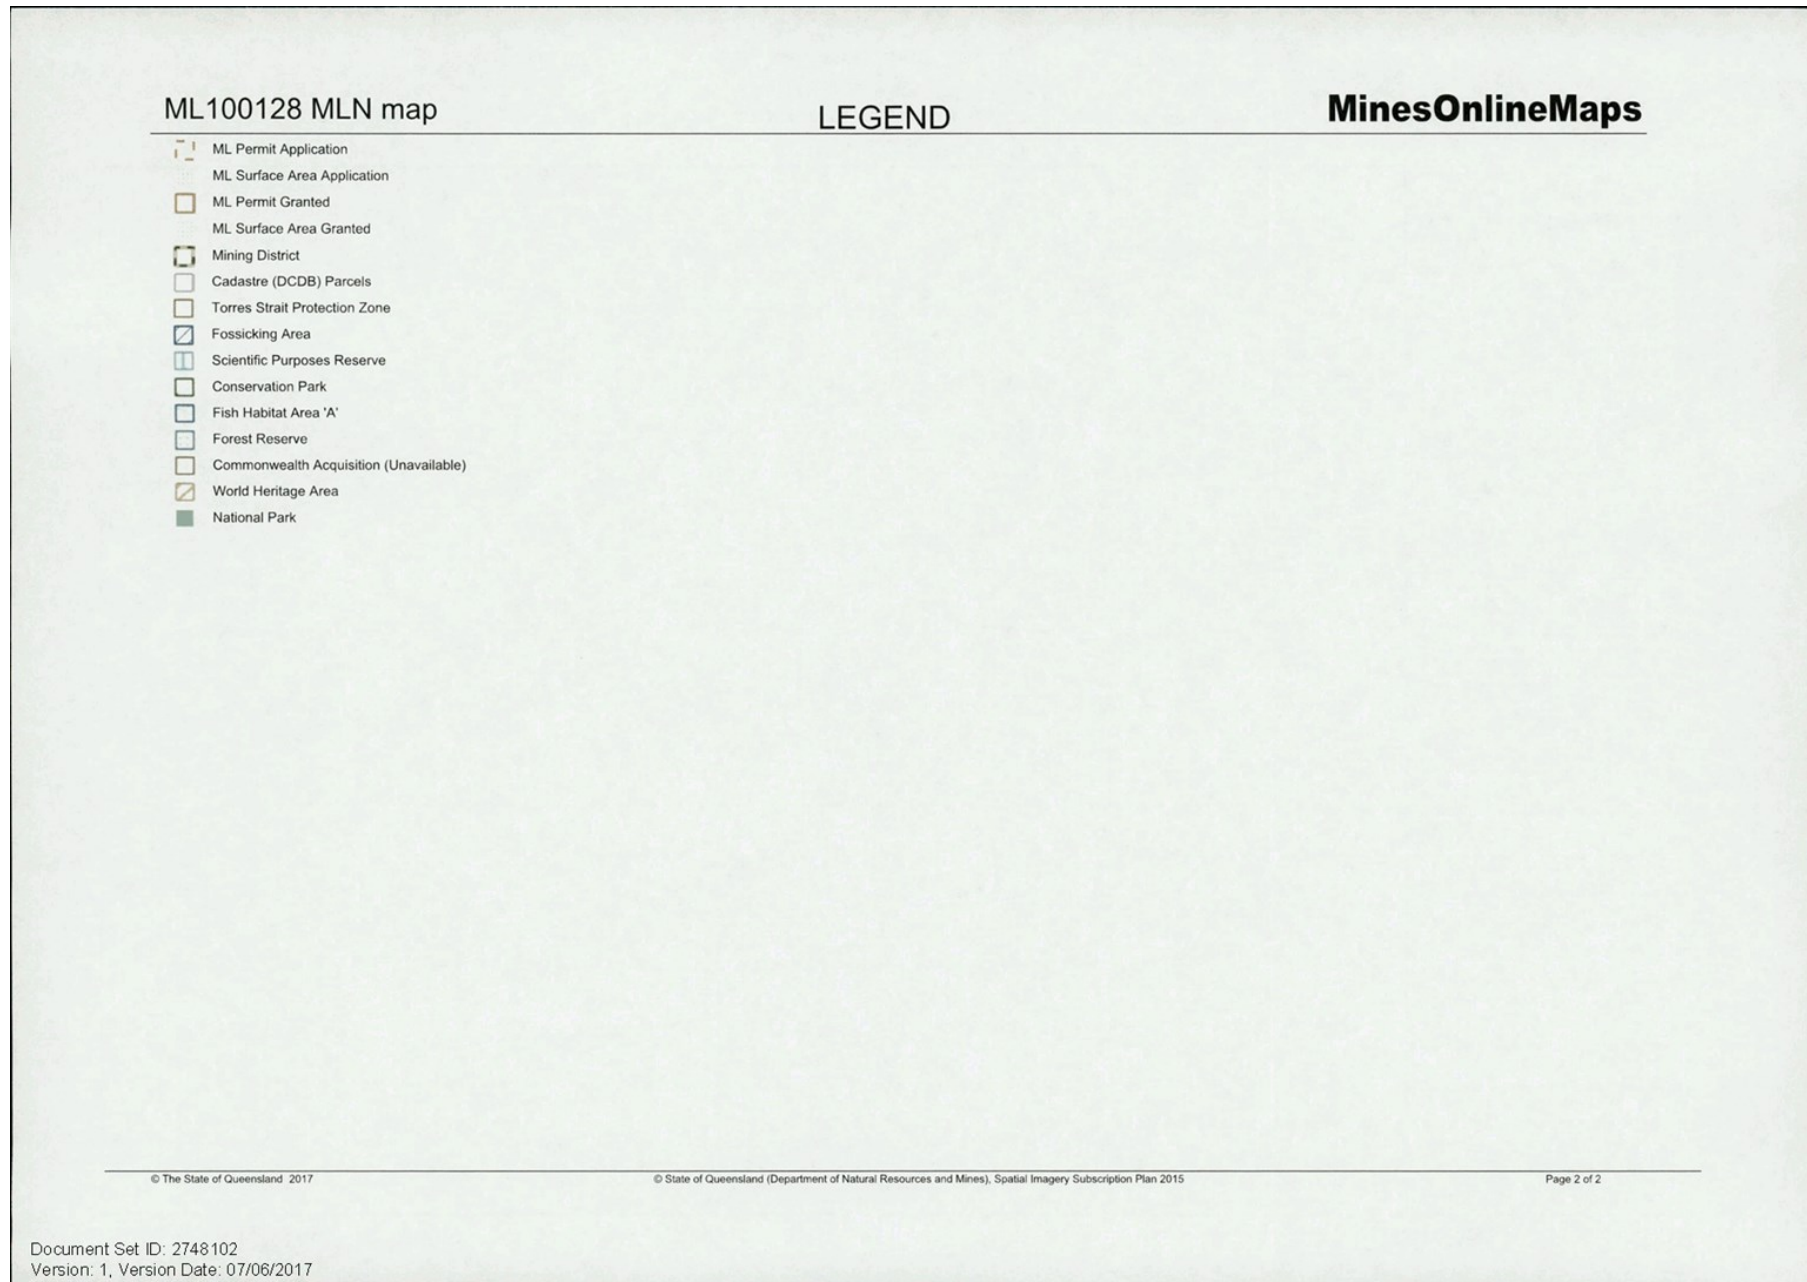 ML100128 MLN map
LEGEND
MinesOnlineMaps
ML Permit Application
ML Surface Area Application
ML Permit Granted
ML Surface Area Granted
Mining District
Cadastre (DCDB) Parcels
Torres Strait Protection Zone
Fossicking Area
Scientific Purposes Reserve
Conservation Park
Fish Habitat Area 'A'
Forest Reserve
Commonwealth Acquisition (Unavailable)
World Heritage Area
National Park
© The State of Queensland 2017
© State of Queensland (Department of Natural Resources and Mines), Spatial Imagery Subscription Plan 2015
Page 2 of 2
Document Set ID: 2748102
Version: 1, Version Date: 07/06/2017